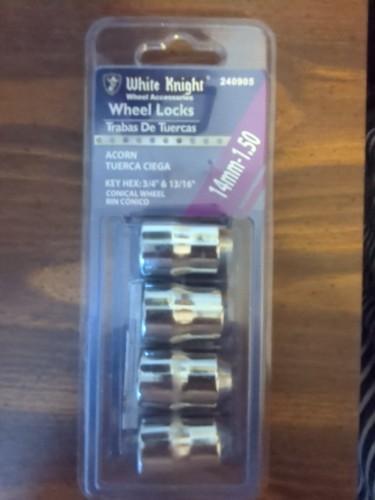 White Knight® 240905
Wheel Accessories
Wheel Locks
Trabas De Tuercas
ACORN
TUERCA CIEGA
14mm-1.50
KEY HEX: 3/4" & 13/16"
CONICAL WHEEL
RIN CÓNICO